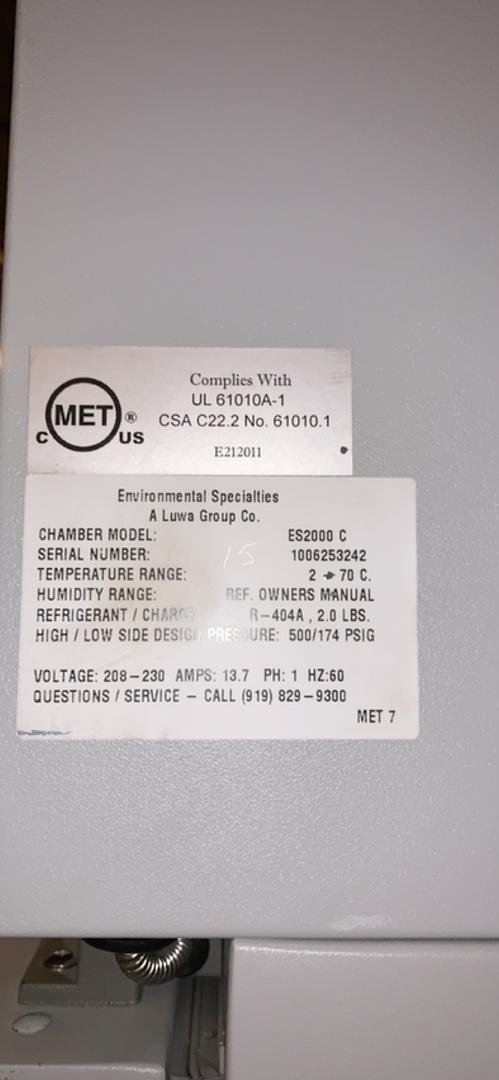 Complies With
UL 61010A-1
CSA C22.2 No. 61010.1
E212011
MET ®
C US
Environmental Specialties
A Luwa Group Co.
CHAMBER MODEL: ES2000 C
SERIAL NUMBER: 15 1006253242
TEMPERATURE RANGE: 2 → 70 C.
HUMIDITY RANGE: REF. OWNERS MANUAL
REFRIGERANT / CHARGE R-404A , 2.0 LBS.
HIGH / LOW SIDE DESIGN PRESSURE: 500/174 PSIG
VOLTAGE: 208-230 AMPS: 13.7 PH: 1 HZ:60
QUESTIONS / SERVICE – CALL (919) 829-9300
MET 7